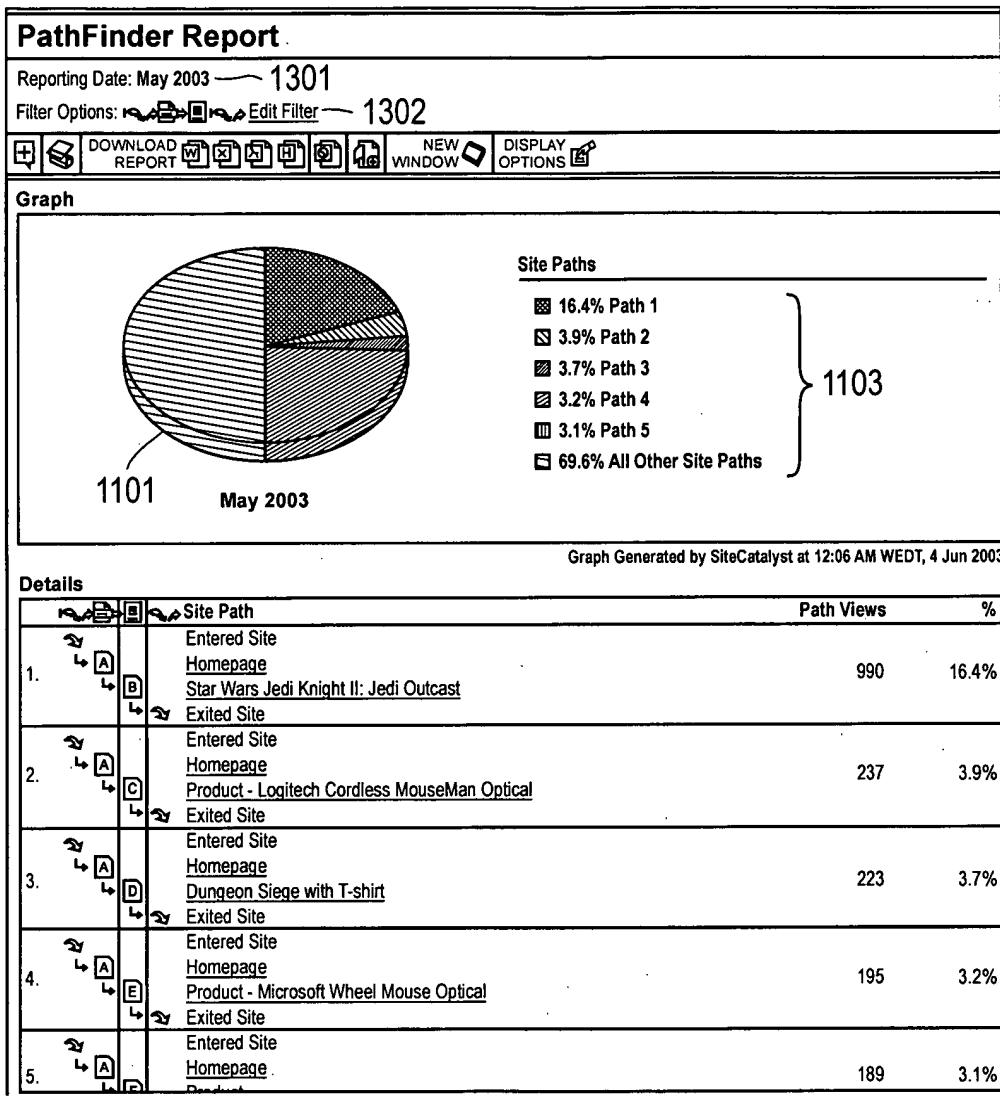 PathFinder Report
Reporting Date: May 2003 1301
Filter Options: Edit Filter 1302
DOWNLOAD REPORT NEW WINDOW DISPLAY OPTIONS
Graph
Site Paths
16.4% Path 1
3.9% Path 2
3.7% Path 3
3.2% Path 4
3.1% Path 5
69.6% All Other Site Paths
1103
1101
May 2003
Graph Generated by SiteCatalyst at 12:06 AM WEDT, 4 Jun 2003
Details
Site Path Path Views %
1.
Entered Site
A Homepage
B Star Wars Jedi Knight II: Jedi Outcast
Exited Site
990 16.4%
2.
Entered Site
A Homepage
C Product - Logitech Cordless MouseMan Optical
Exited Site
237 3.9%
3.
Entered Site
A Homepage
D Dungeon Siege with T-shirt
Exited Site
223 3.7%
4.
Entered Site
A Homepage
E Product - Microsoft Wheel Mouse Optical
Exited Site
195 3.2%
5.
Entered Site
A Homepage
189 3.1%